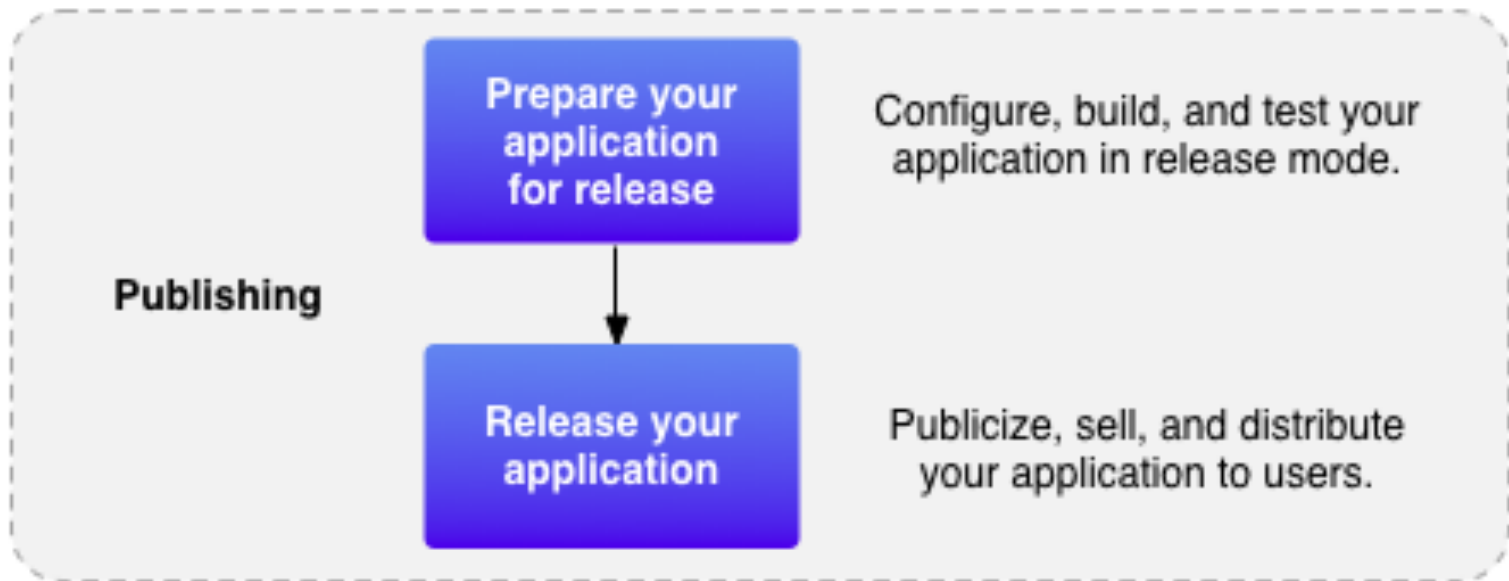 Prepare your
application
for release
Configure, build, and test your
application in release mode.
Publishing
Release your
application
Publicize, sell, and distribute
your application to users.